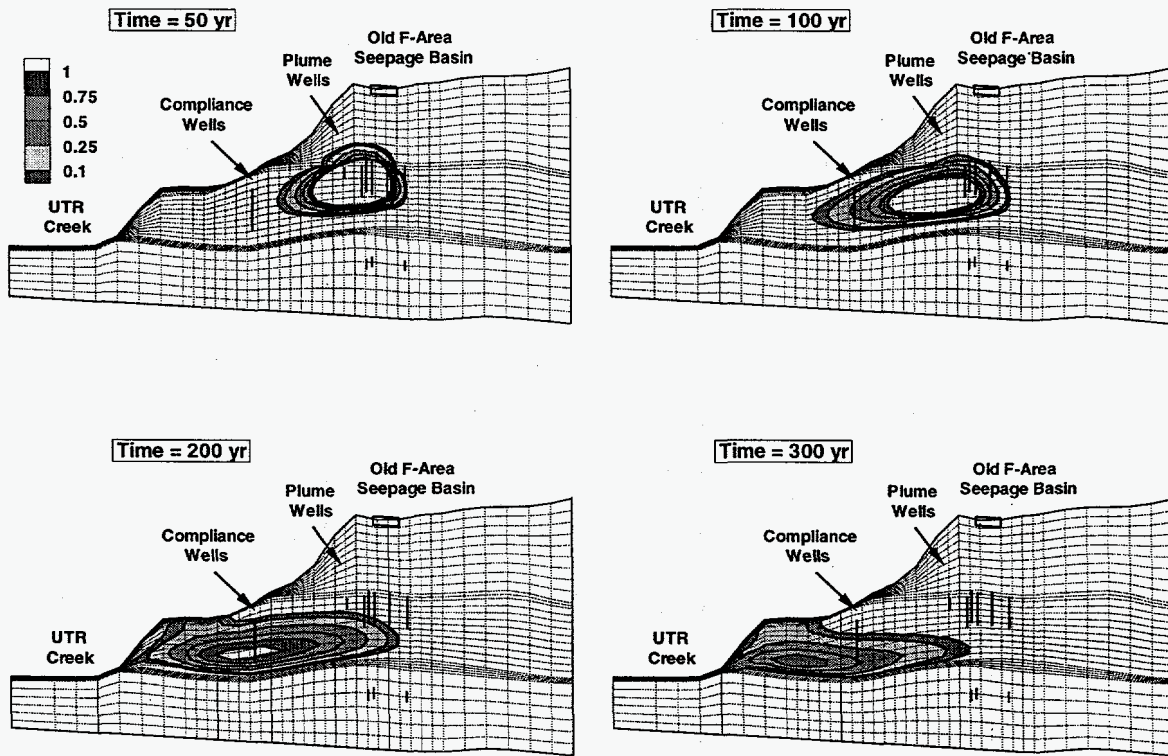 Time = 50 yr
Old F-Area
Seepage Basin
Plume
Wells
Compliance
Wells
1
0.75
0.5
0.25
0.1
UTR
Creek
Time = 100 yr
Old F-Area
Seepage Basin
Plume
Wells
Compliance
Wells
UTR
Creek
Time = 200 yr
Old F-Area
Seepage Basin
Plume
Wells
Compliance
Wells
UTR
Creek
Time = 300 yr
Old F-Area
Seepage Basin
Plume
Wells
Compliance
Wells
UTR
Creek